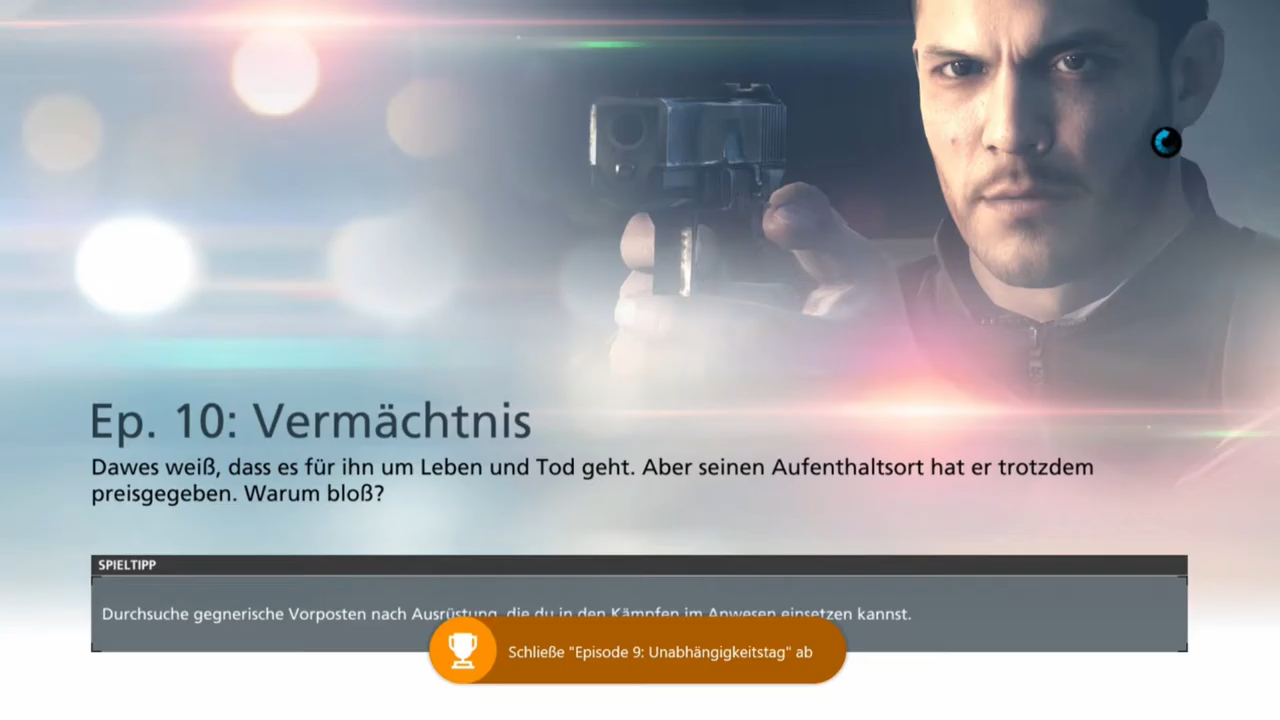 Ep. 10: Vermächtnis
Dawes weiß, dass es für ihn um Leben und Tod geht. Aber seinen Aufenthaltsort hat er trotzdem
preisgegeben. Warum bloß?
SPIELTIPP
Durchsuche gegnerische Vorposten nach Ausrüstung, die du in den Kämpfen im Anwesen einsetzen kannst.
Schließe "Episode 9: Unabhängigkeitstag" ab